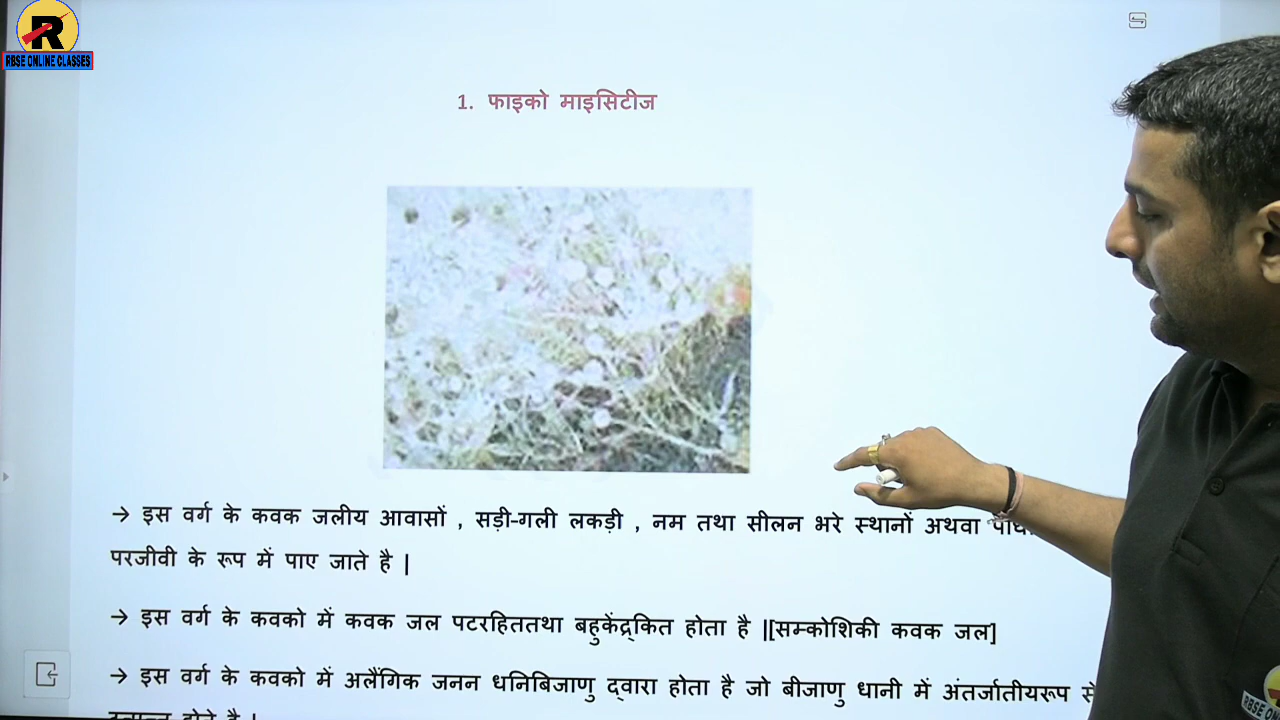 R
RBSE ONLINE CLASSES
1. फाइको माइसिटीज
→ इस वर्ग के कवक जलीय आवासों , सड़ी-गली लकड़ी , नम तथा सीलन भरे स्थानों अथवा
परजीवी के रूप में पाए जाते है |
→ इस वर्ग के कवको में कवक जल पटरहिततथा बहुकेंद्र्कित होता है |[सम्कोशिकी कवक जल]
→ इस वर्ग के कवको में अलैंगिक जनन धनिबिजाणु द्वारा होता है जो बीजाणु धानी में अंतर्जातीयरूप से